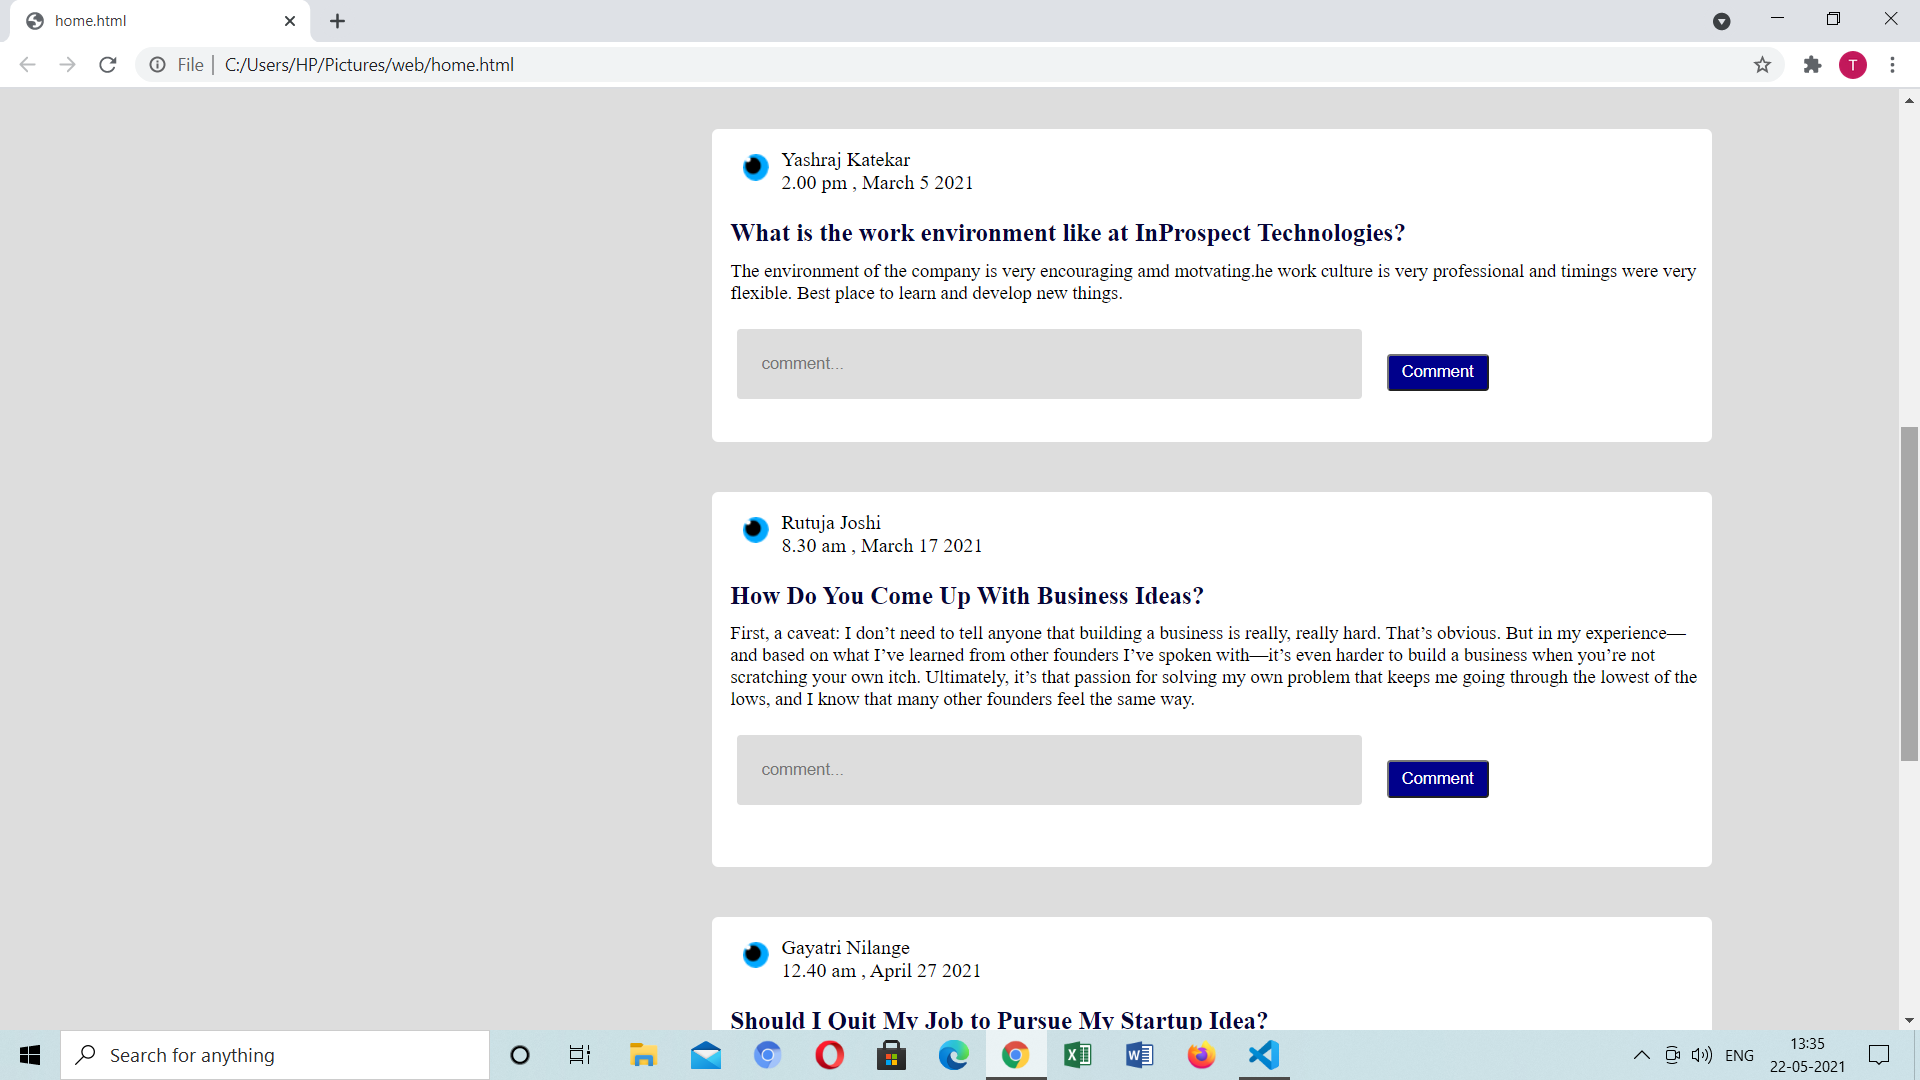 home.html
File | C:/Users/HP/Pictures/web/home.html
T
Yashraj Katekar
2.00 pm , March 5 2021
What is the work environment like at InProspect Technologies?
The environment of the company is very encouraging amd motvating.he work culture is very professional and timings were very
flexible. Best place to learn and develop new things.
comment...
Comment
Rutuja Joshi
8.30 am , March 17 2021
How Do You Come Up With Business Ideas?
First, a caveat: I don’t need to tell anyone that building a business is really, really hard. That’s obvious. But in my experience—
and based on what I’ve learned from other founders I’ve spoken with—it’s even harder to build a business when you’re not
scratching your own itch. Ultimately, it’s that passion for solving my own problem that keeps me going through the lowest of the
lows, and I know that many other founders feel the same way.
comment...
Comment
Gayatri Nilange
12.40 am , April 27 2021
Should I Quit My Job to Pursue My Startup Idea?
Search for anything
ENG
13:35
22-05-2021